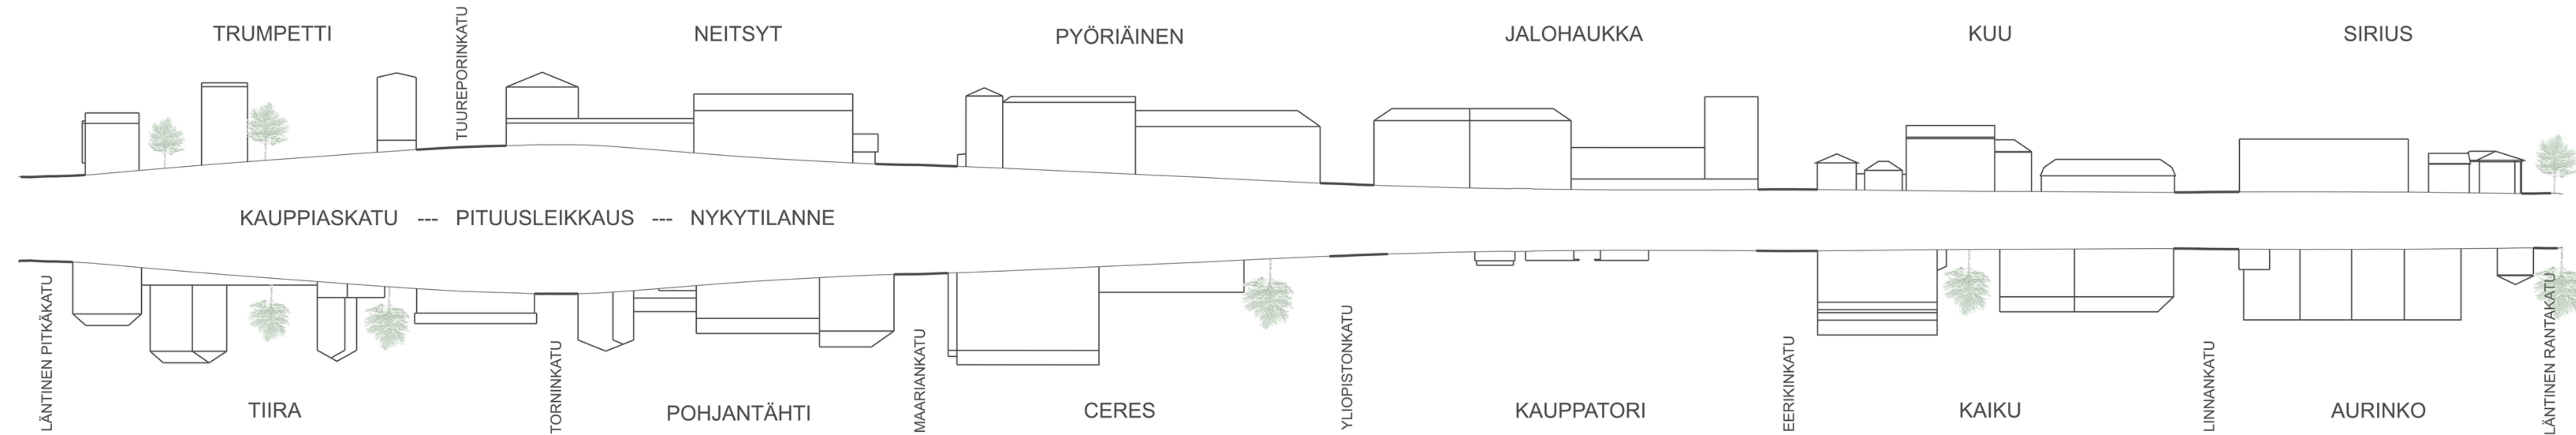 TRUMPETTI
TUUREPORINKATU
NEITSYT
PYÖRIÄINEN
JALOHAUKKA
KUU
SIRIUS
KAUPPIASKATU --- PITUUSLEIKKAUS --- NYKYTILANNE
LÄNTINEN PITKÄKATU
TIIRA
TORNINKATU
POHJANTÄHTI
MAARIANKATU
CERES
YLIOPISTONKATU
KAUPPATORI
EERIKINKATU
KAIKU
LINNANKATU
AURINKO
LÄNTINEN RANTAKATU